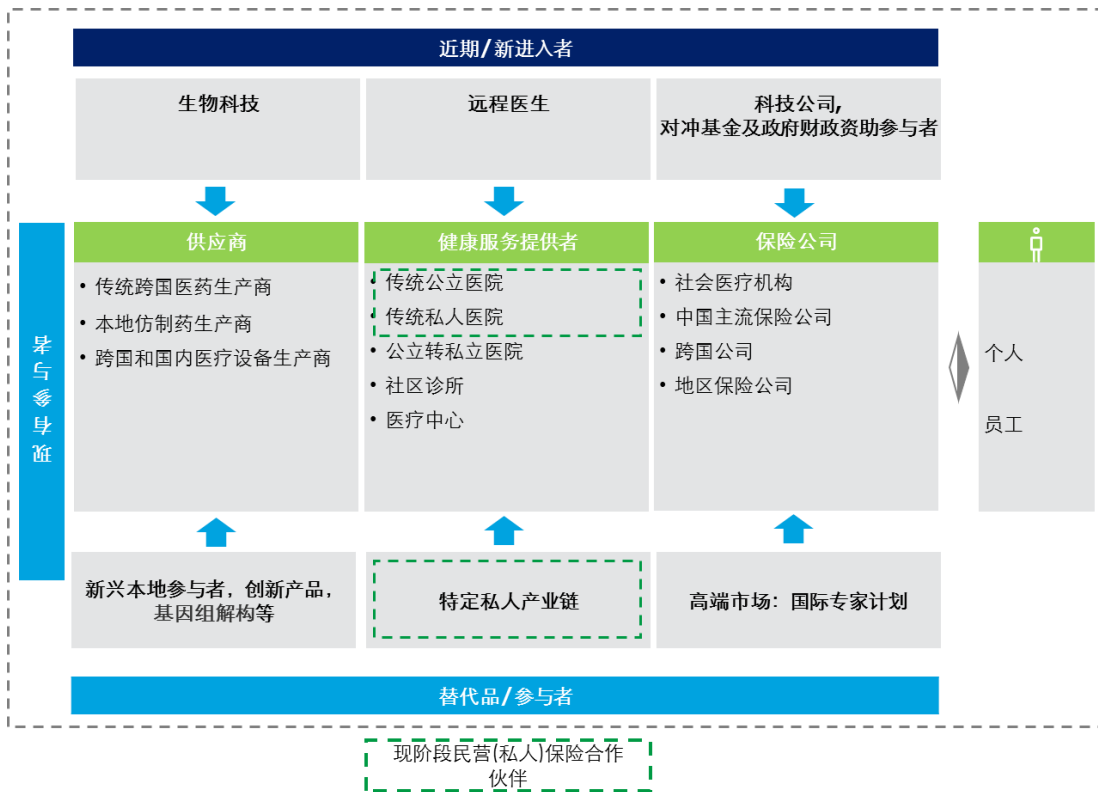 近期/新进入者
生物科技
远程医生
科技公司,
对冲基金及政府财政资助参与者
现有参与者
供应商
• 传统跨国医药生产商
• 本地仿制药生产商
• 跨国和国内医疗设备生产商
健康服务提供者
• 传统公立医院
• 传统私人医院
• 公立转私立医院
• 社区诊所
• 医疗中心
保险公司
• 社会医疗机构
• 中国主流保险公司
• 跨国公司
• 地区保险公司
个人
员工
新兴本地参与者，创新产品，
基因组解构等
特定私人产业链
高端市场：国际专家计划
替代品/参与者
现阶段民营(私人)保险合作
伙伴